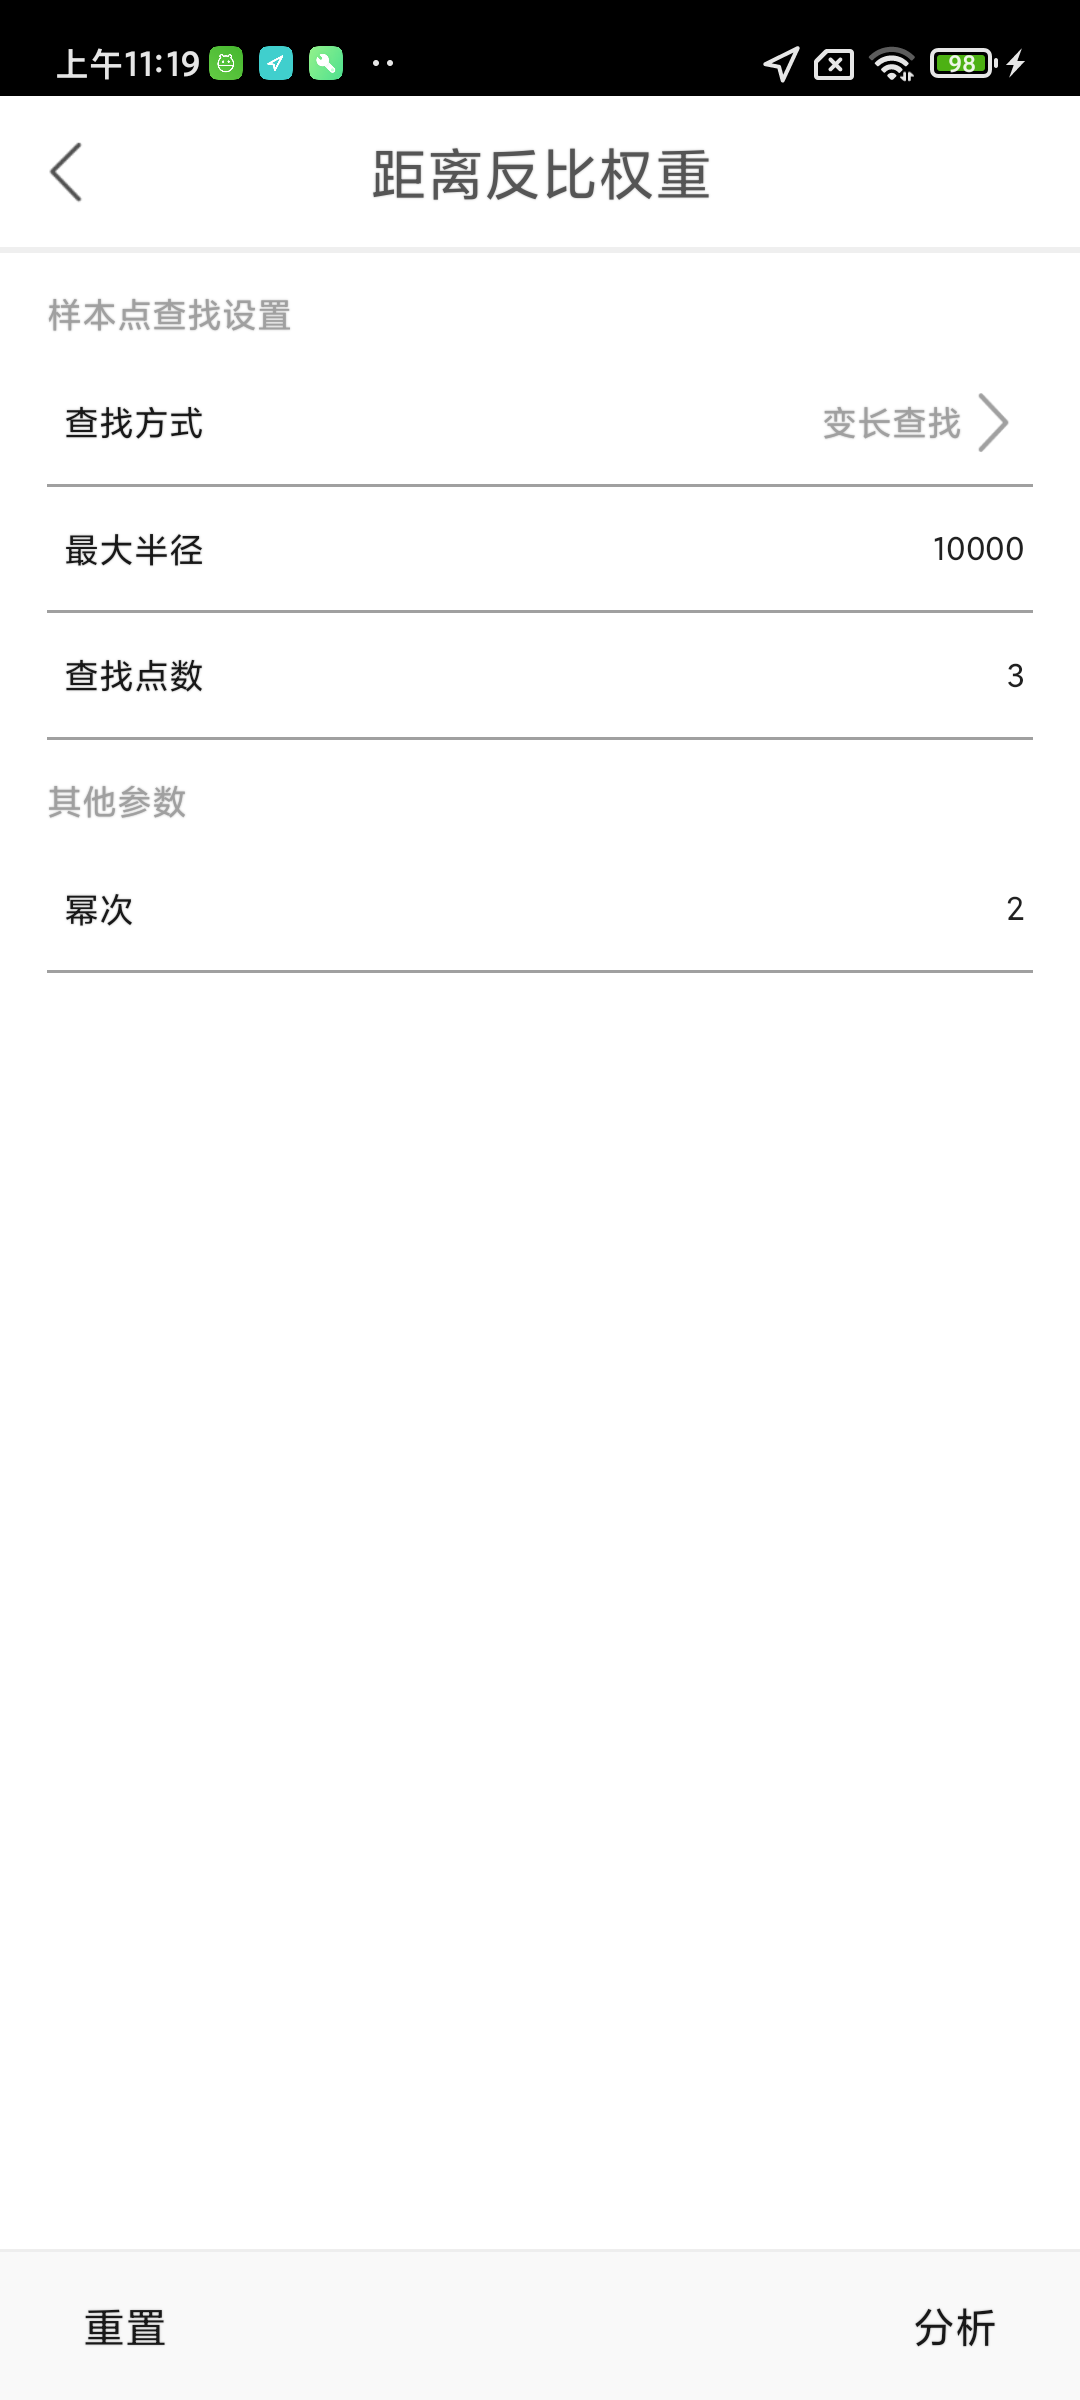 上午11:19
98
距离反比权重
样本点查找设置
查找方式 变长查找
最大半径 10000
查找点数 3
其他参数
幂次 2
重置 分析